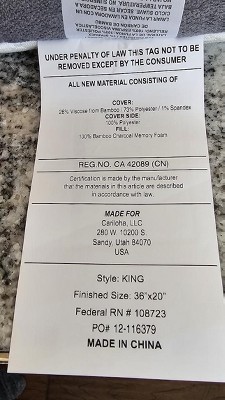 UNDER PENALTY OF LAW THIS TAG NOT TO BE
REMOVED EXCEPT BY THE CONSUMER
ALL NEW MATERIAL CONSISTING OF
COVER:
26% Viscose from Bamboo / 73% Polyester / 1% Spandex
COVER SIDE:
100% Polyester
FILL:
100% Bamboo Charcoal Memory Foam
REG.NO. CA 42089 (CN)
Certification is made by the manufacturer
that the materials in this article are described
in accordance with law.
MADE FOR
Cariloha, LLC
280 W. 10200 S.
Sandy, Utah 84070
USA
Style: KING
Finished Size: 36"x20"
Federal RN # 108723
PO# 12-116379
MADE IN CHINA